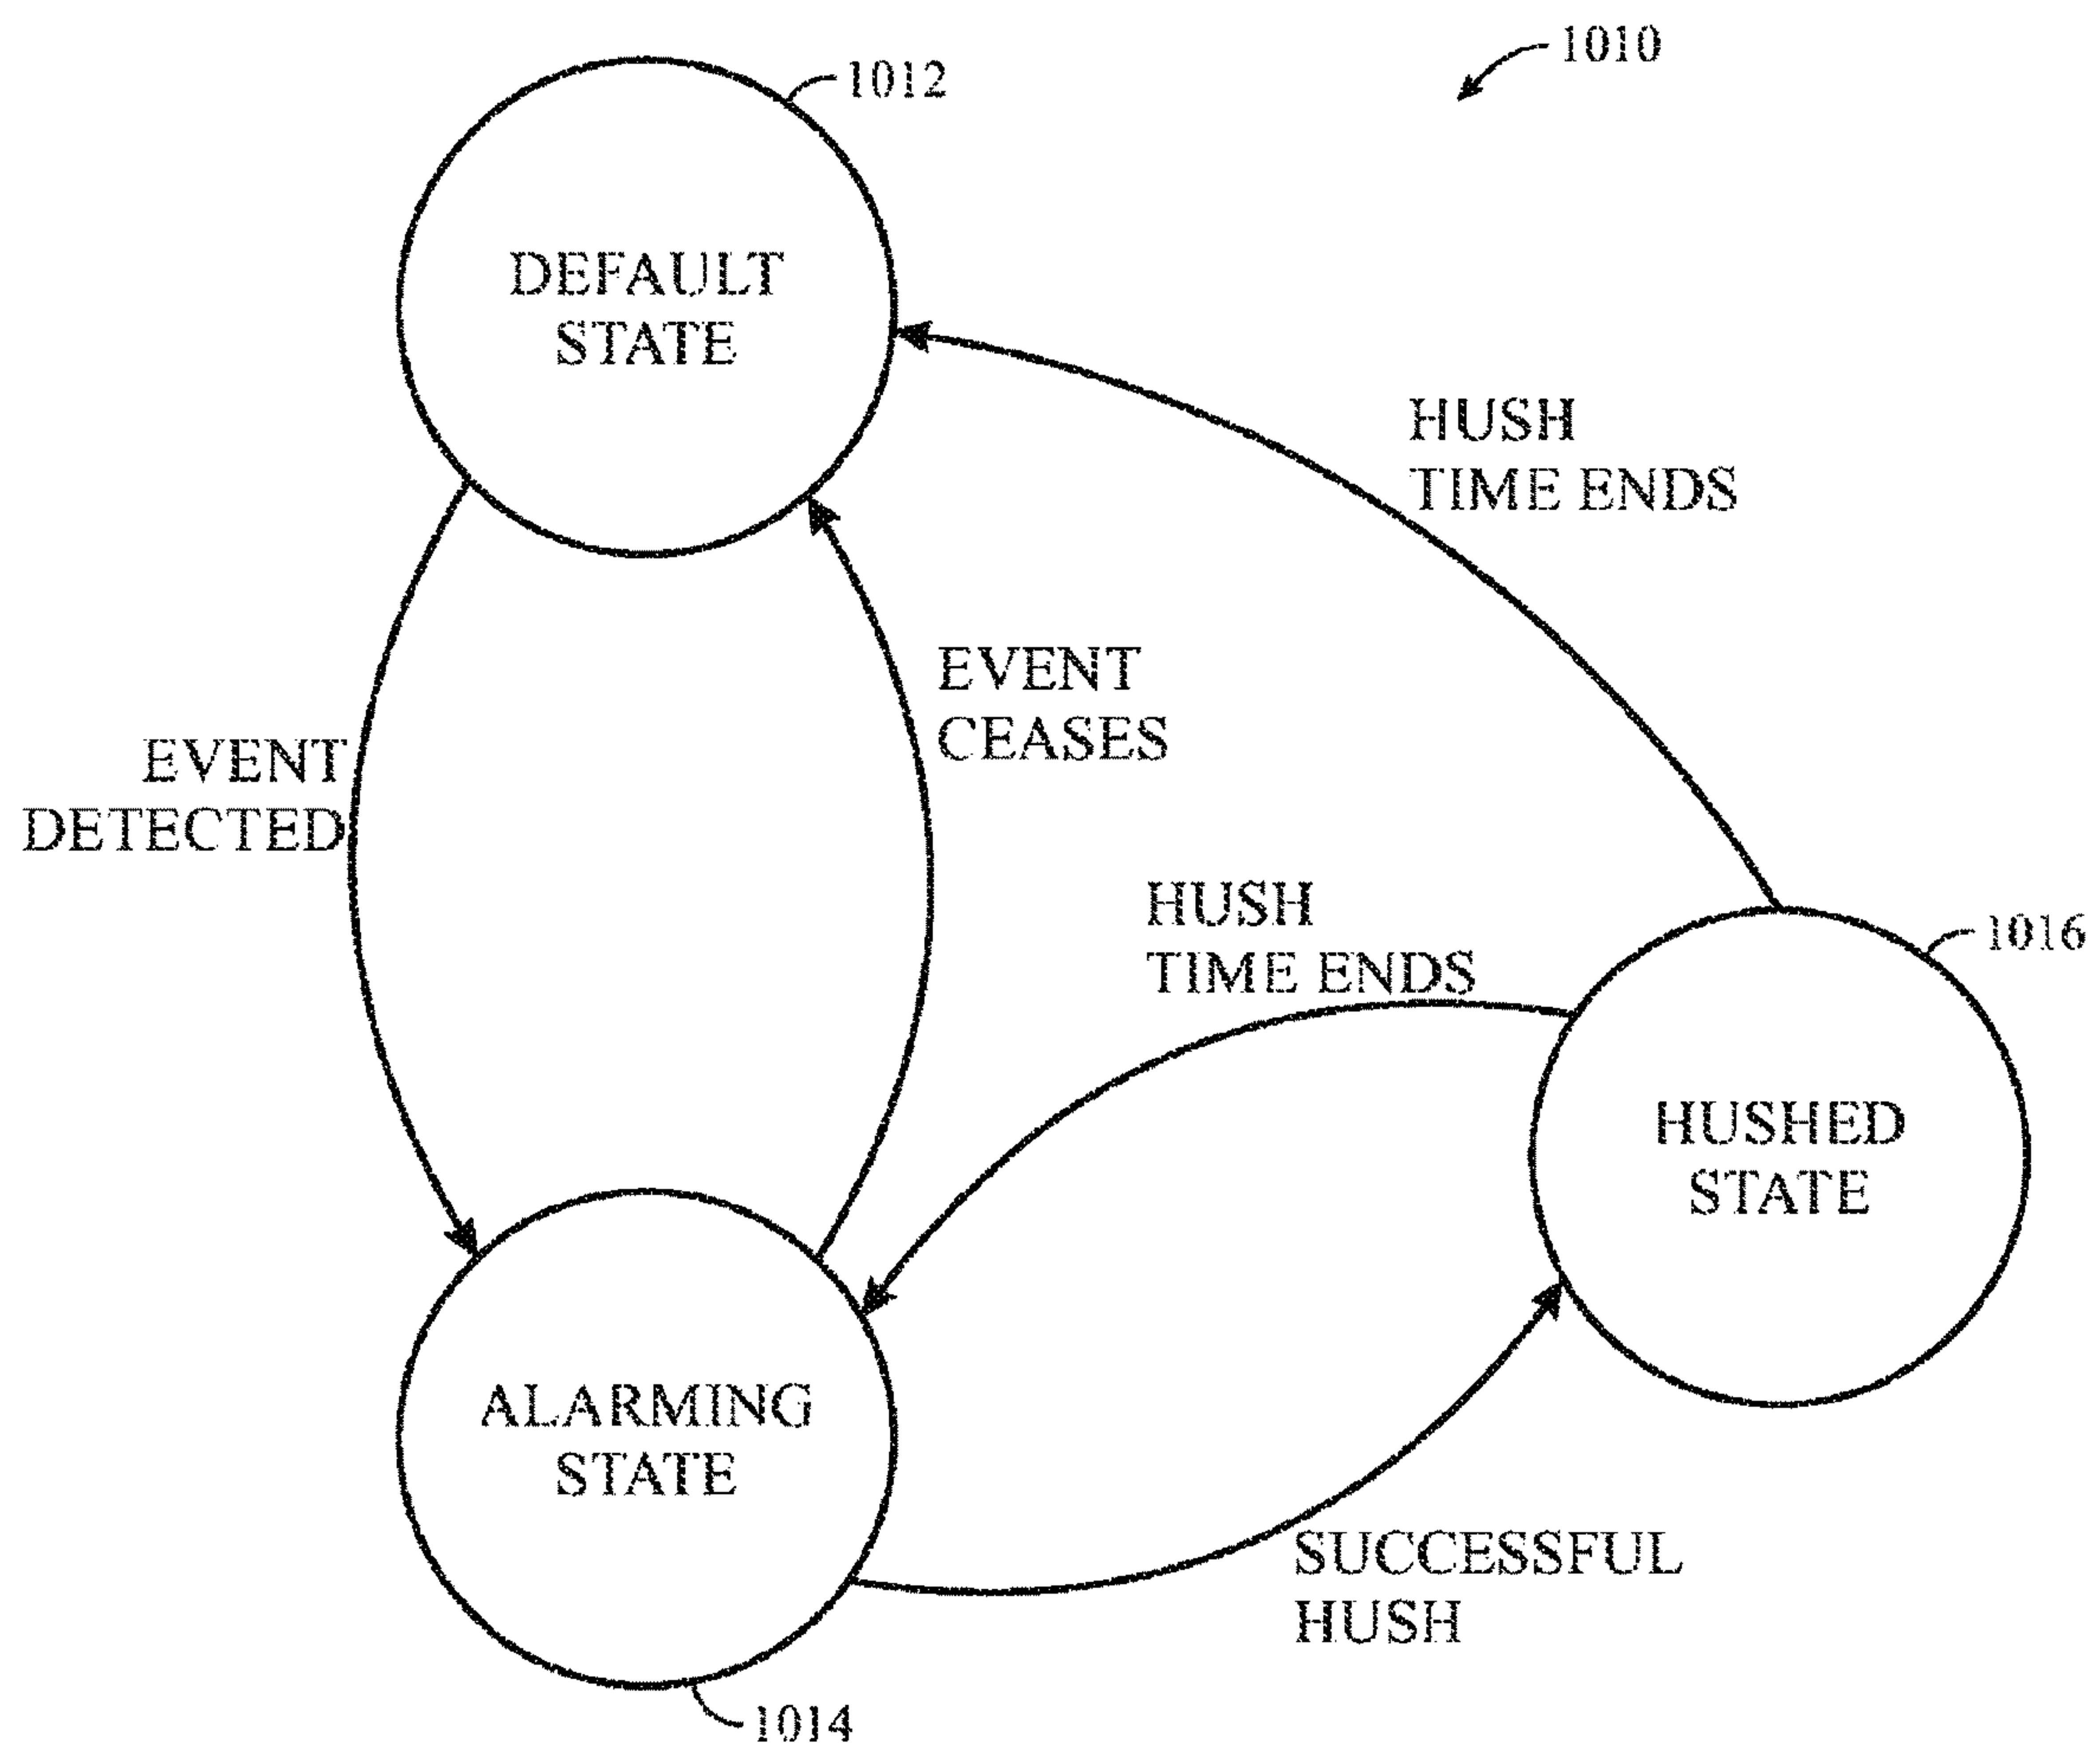 1010
1012
DEFAULT
STATE
HUSH
TIME ENDS
EVENT
CEASES
EVENT
DETECTED
HUSH
TIME ENDS
1016
HUSHED
STATE
ALARMING
STATE
SUCCESSFUL
HUSH
1014